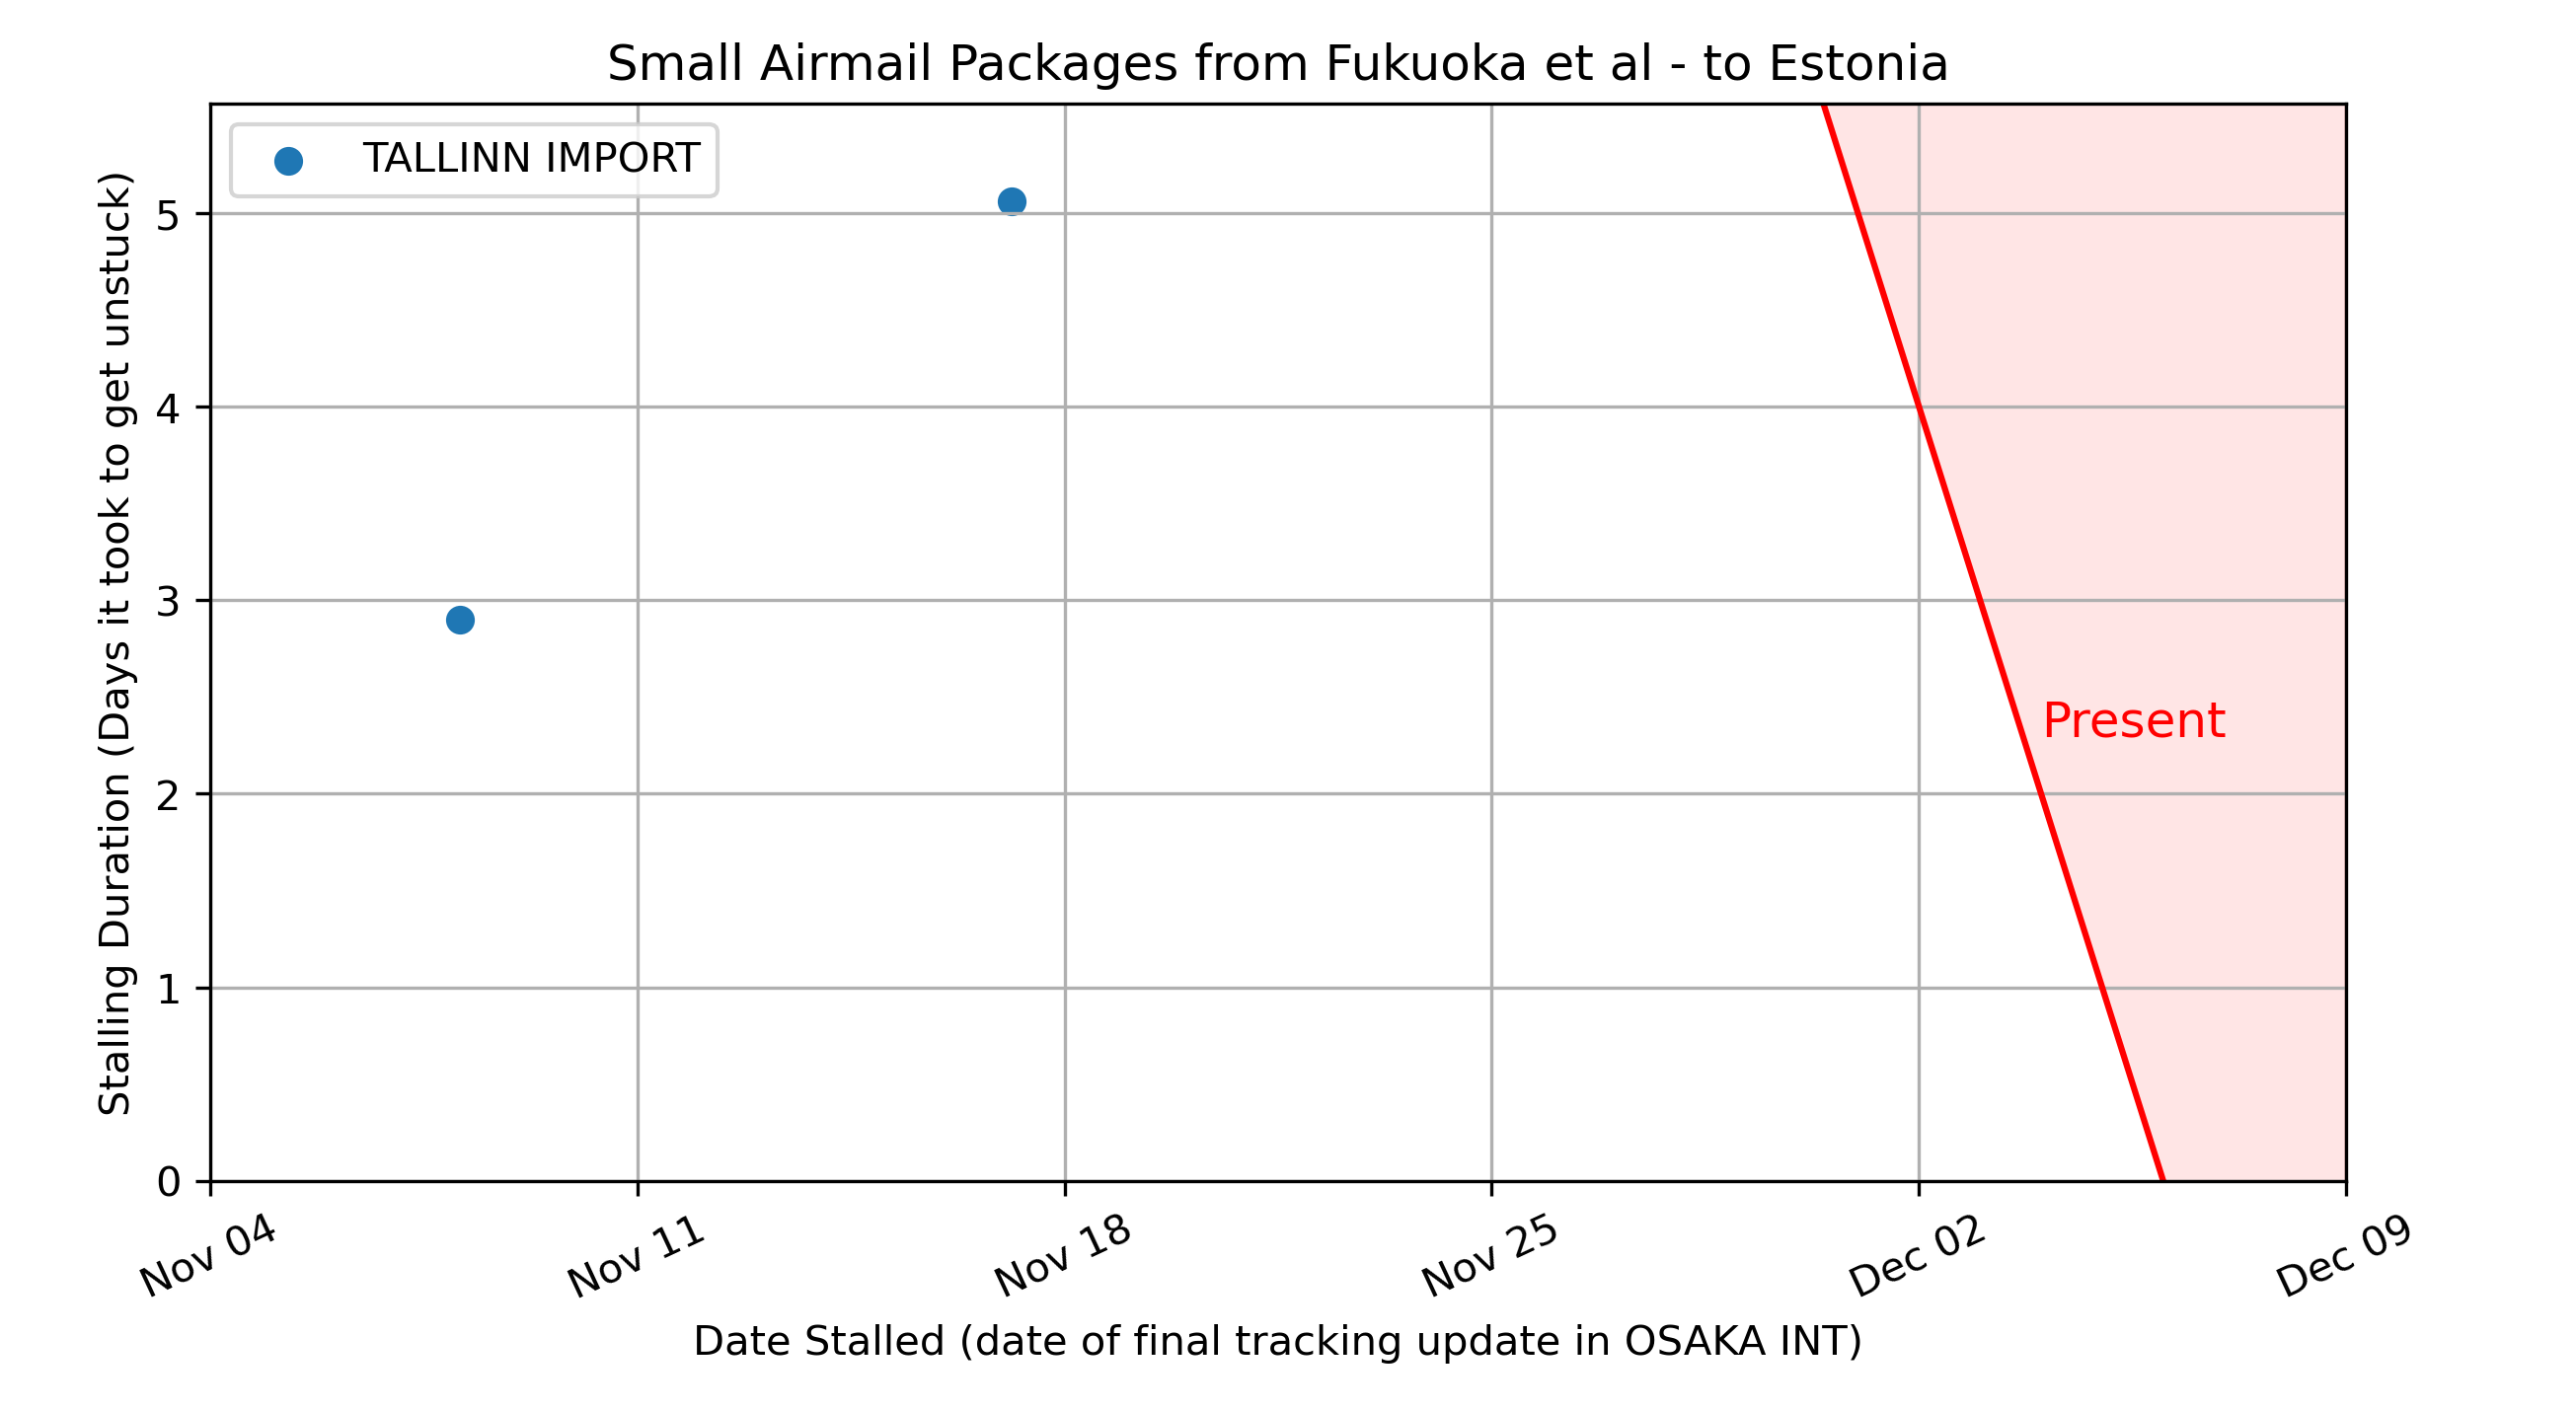 Small Airmail Packages from Fukuoka et al - to Estonia
TALLINN IMPORT
Stalling Duration (Days it took to get unstuck)
5
4
3
2
1
0
Present
Nov 04
Nov 11
Nov 18
Nov 25
Dec 02
Dec 09
Date Stalled (date of final tracking update in OSAKA INT)